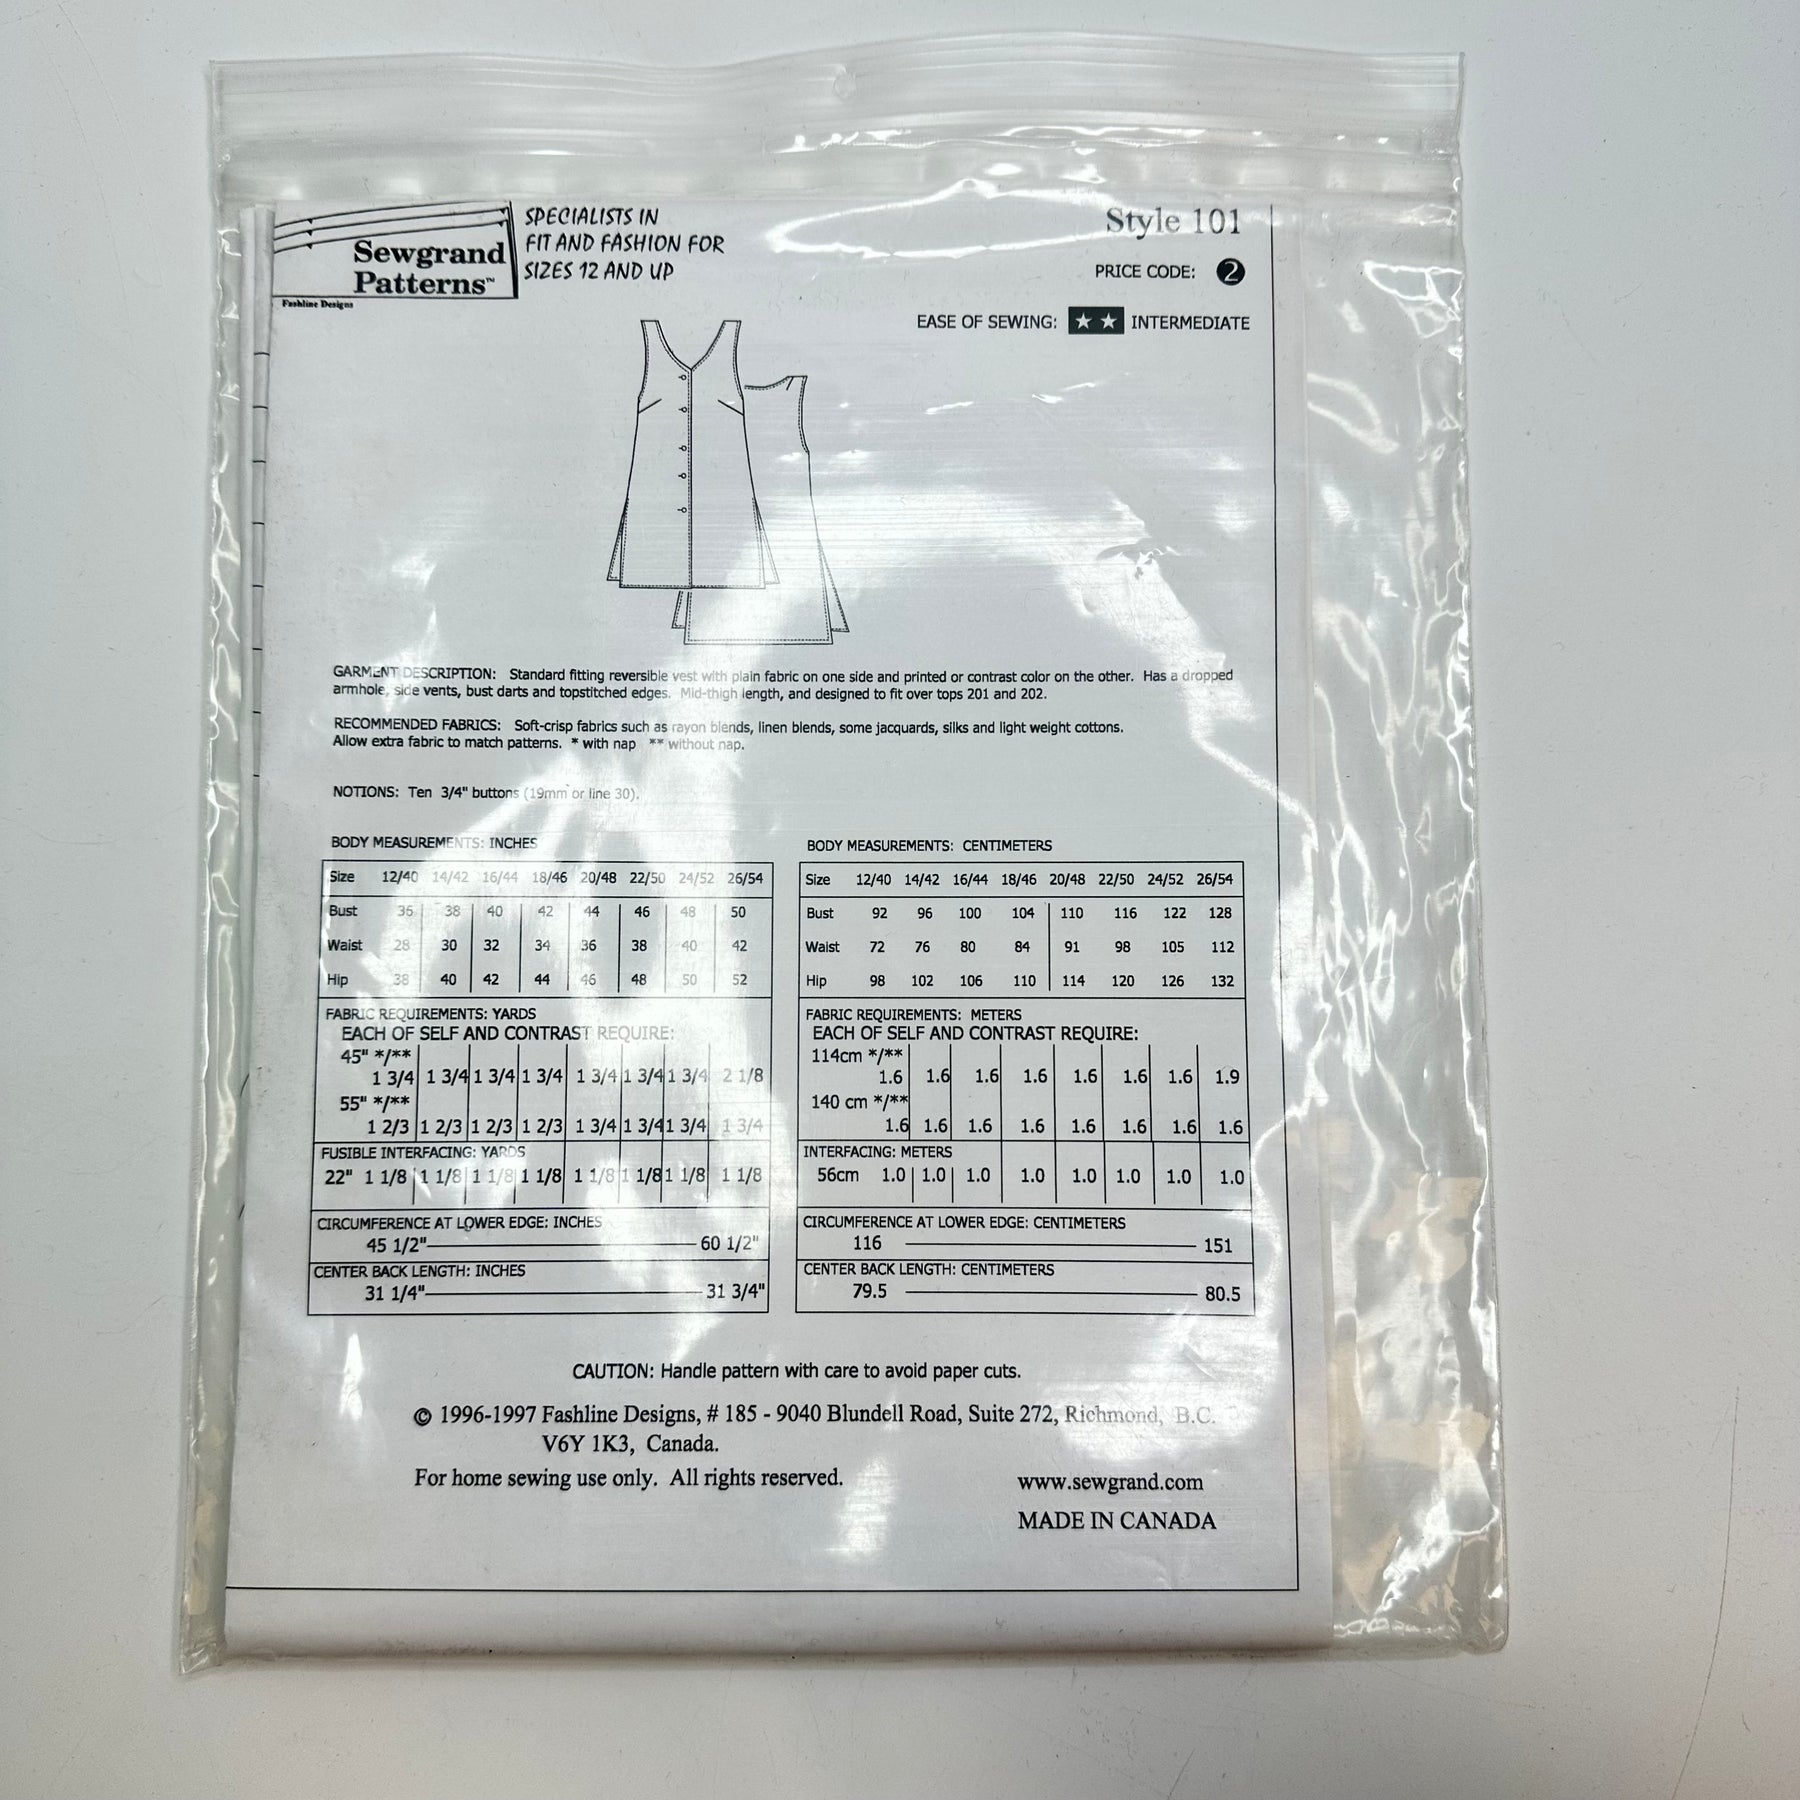 Sewgrand
Patterns™
Fashline Designs
SPECIALISTS IN
FIT AND FASHION FOR
SIZES 12 AND UP
Style 101
PRICE CODE: 2
EASE OF SEWING: ★★ INTERMEDIATE
GARMENT DESCRIPTION: Standard fitting reversible vest with plain fabric on one side and printed or contrast color on the other. Has a dropped
armhole, side vents, bust darts and topstitched edges. Mid-thigh length, and designed to fit over tops 201 and 202.
RECOMMENDED FABRICS: Soft-crisp fabrics such as rayon blends, linen blends, some jacquards, silks and light weight cottons.
Allow extra fabric to match patterns. * with nap ** without nap.
NOTIONS: Ten 3/4" buttons (19mm or line 30).
BODY MEASUREMENTS: INCHES
Size 12/40 14/42 16/44 18/46 20/48 22/50 24/52 26/54
Bust 36 38 40 42 44 46 48 50
Waist 28 30 32 34 36 38 40 42
Hip 38 40 42 44 46 48 50 52
FABRIC REQUIREMENTS: YARDS
EACH OF SELF AND CONTRAST REQUIRE:
45" */**
1 3/4 1 3/4 1 3/4 1 3/4 1 3/4 1 3/4 1 3/4 2 1/8
55" */**
1 2/3 1 2/3 1 2/3 1 2/3 1 3/4 1 3/4 1 3/4 1 3/4
FUSIBLE INTERFACING: YARDS
22" 1 1/8 1 1/8 1 1/8 1 1/8 1 1/8 1 1/8 1 1/8 1 1/8
CIRCUMFERENCE AT LOWER EDGE: INCHES
45 1/2" 60 1/2"
CENTER BACK LENGTH: INCHES
31 1/4" 31 3/4"
BODY MEASUREMENTS: CENTIMETERS
Size 12/40 14/42 16/44 18/46 20/48 22/50 24/52 26/54
Bust 92 96 100 104 110 116 122 128
Waist 72 76 80 84 91 98 105 112
Hip 98 102 106 110 114 120 126 132
FABRIC REQUIREMENTS: METERS
EACH OF SELF AND CONTRAST REQUIRE:
114cm */**
1.6 1.6 1.6 1.6 1.6 1.6 1.6 1.9
140 cm */**
1.6 1.6 1.6 1.6 1.6 1.6 1.6 1.6
INTERFACING: METERS
56cm 1.0 1.0 1.0 1.0 1.0 1.0 1.0 1.0
CIRCUMFERENCE AT LOWER EDGE: CENTIMETERS
116 151
CENTER BACK LENGTH: CENTIMETERS
79.5 80.5
CAUTION: Handle pattern with care to avoid paper cuts.
© 1996-1997 Fashline Designs, # 185 - 9040 Blundell Road, Suite 272, Richmond, B.C.
V6Y 1K3, Canada.
For home sewing use only. All rights reserved.
www.sewgrand.com
MADE IN CANADA